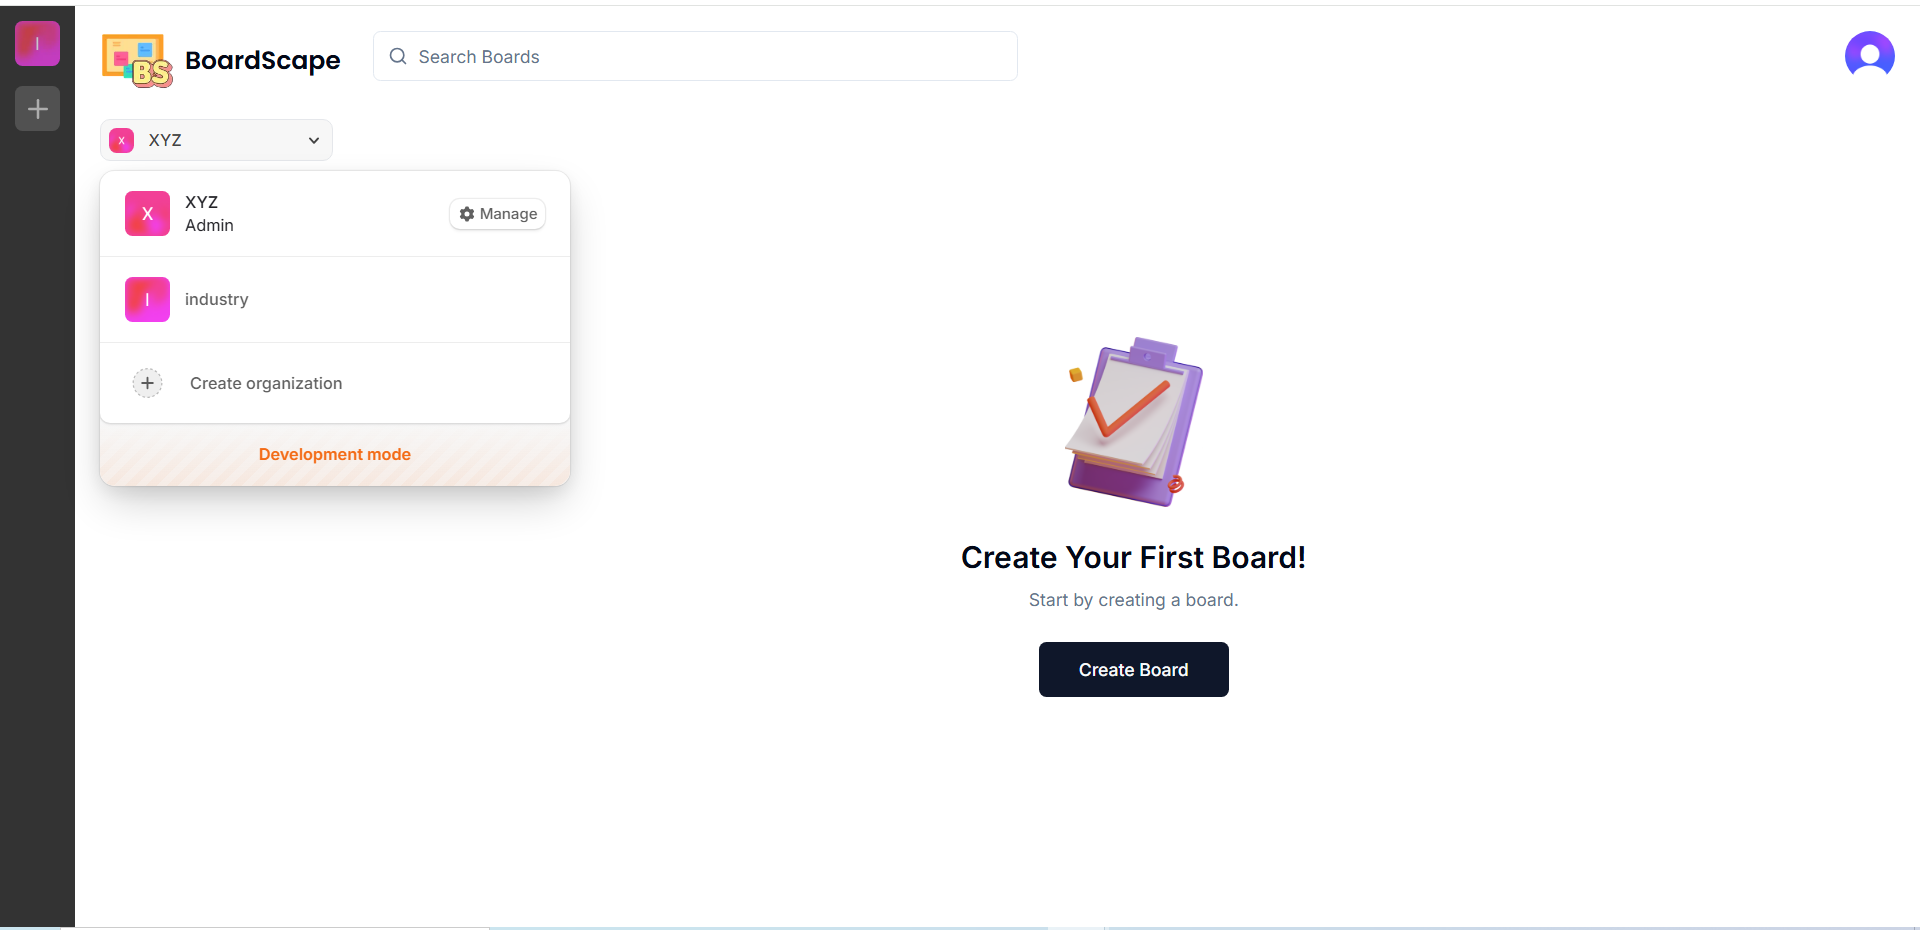 I
BS
BoardScape
Search Boards
X
XYZ
X
XYZ
Admin
Manage
I
industry
Create organization
Development mode
Create Your First Board!
Start by creating a board.
Create Board